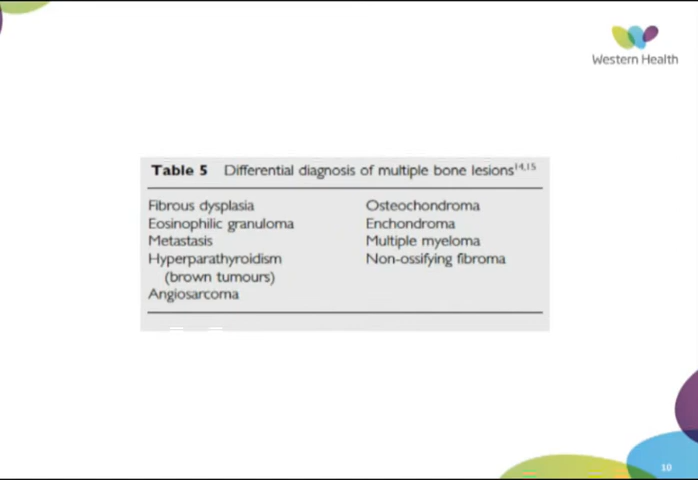 Western Health
Table 5 Differential diagnosis of multiple bone lesions14,15
Fibrous dysplasia
Eosinophilic granuloma
Metastasis
Hyperparathyroidism
(brown tumours)
Angiosarcoma
Osteochondroma
Enchondroma
Multiple myeloma
Non-ossifying fibroma
10